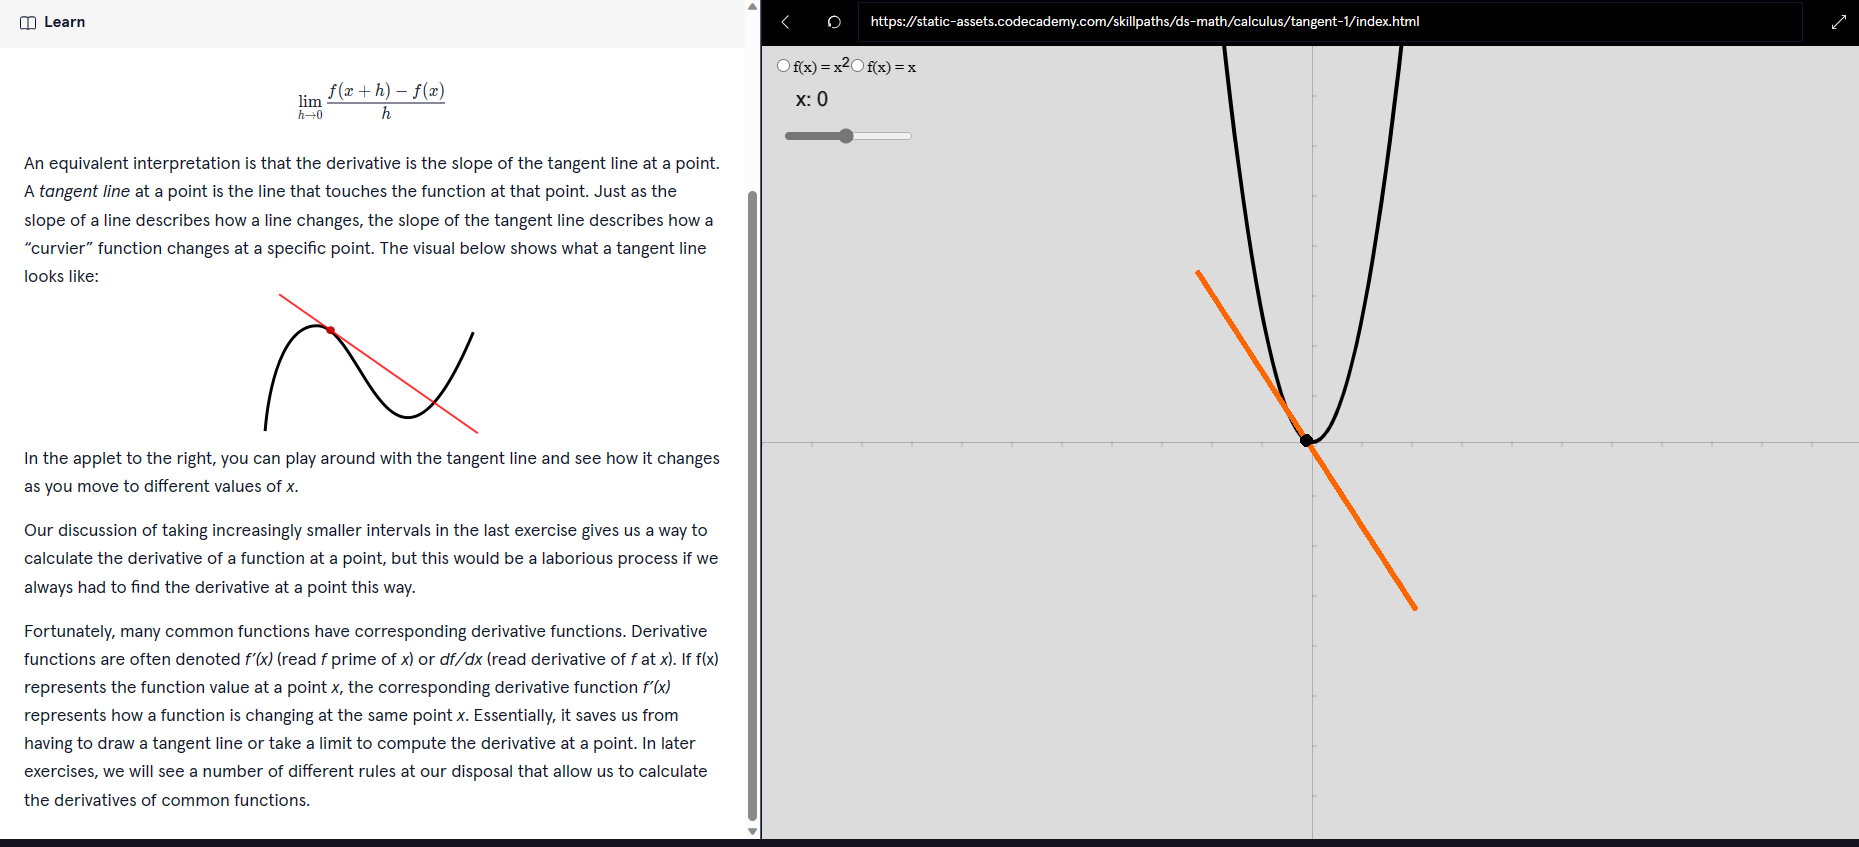 Learn
lim h→0 f(x + h) − f(x) / h
An equivalent interpretation is that the derivative is the slope of the tangent line at a point.
A tangent line at a point is the line that touches the function at that point. Just as the
slope of a line describes how a line changes, the slope of the tangent line describes how a
“curvier” function changes at a specific point. The visual below shows what a tangent line
looks like:
In the applet to the right, you can play around with the tangent line and see how it changes
as you move to different values of x.
Our discussion of taking increasingly smaller intervals in the last exercise gives us a way to
calculate the derivative of a function at a point, but this would be a laborious process if we
always had to find the derivative at a point this way.
Fortunately, many common functions have corresponding derivative functions. Derivative
functions are often denoted f’(x) (read f prime of x) or df/dx (read derivative of f at x). If f(x)
represents the function value at a point x, the corresponding derivative function f’(x)
represents how a function is changing at the same point x. Essentially, it saves us from
having to draw a tangent line or take a limit to compute the derivative at a point. In later
exercises, we will see a number of different rules at our disposal that allow us to calculate
the derivatives of common functions.
https://static-assets.codecademy.com/skillpaths/ds-math/calculus/tangent-1/index.html
f(x) = x² f(x) = x
x: 0